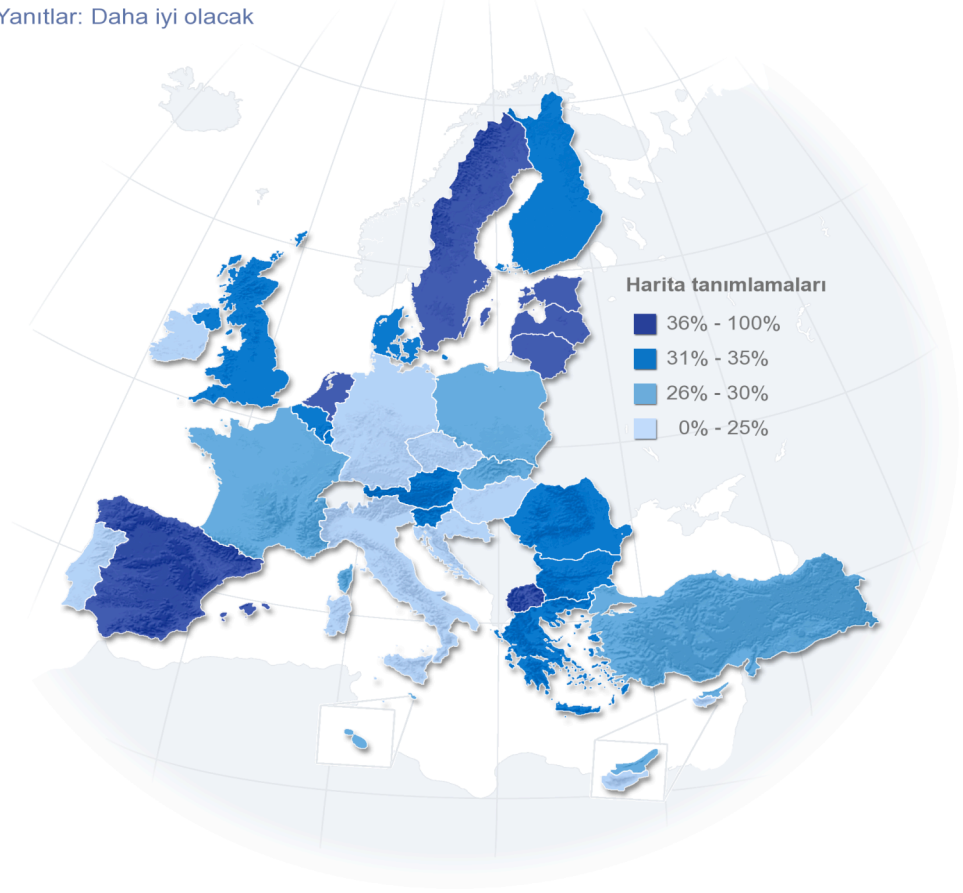 Yanıtlar: Daha iyi olacak
Harita tanımlamaları
36% - 100%
31% - 35%
26% - 30%
0% - 25%